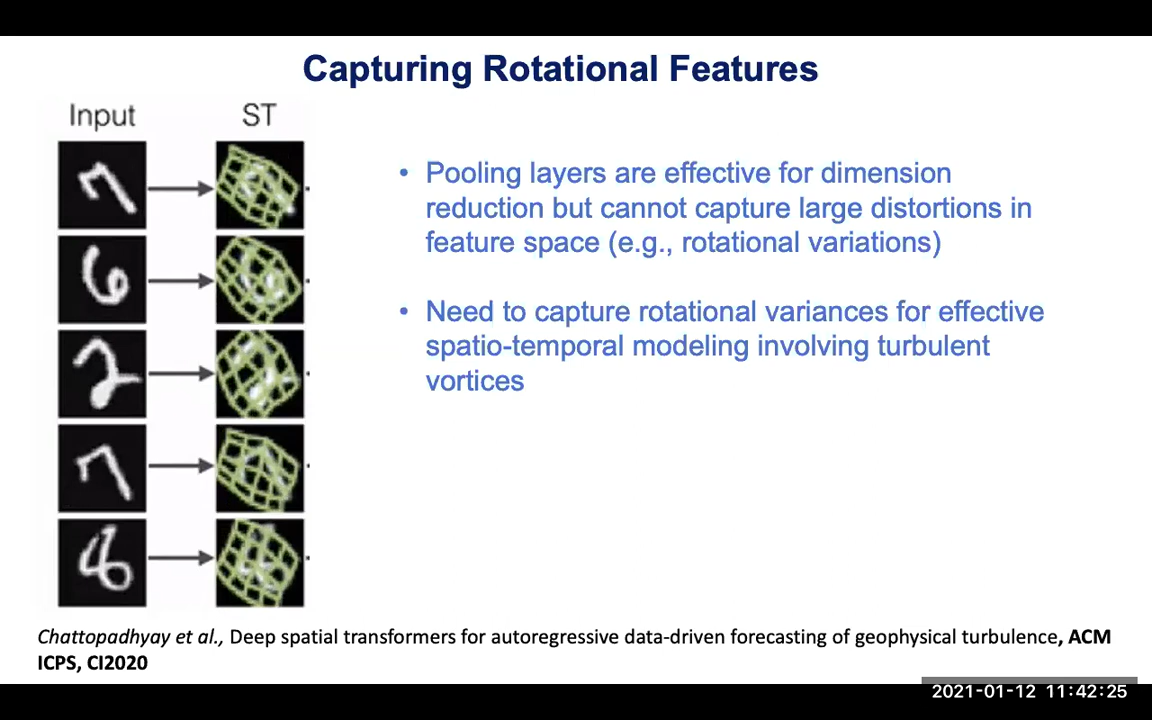 Capturing Rotational Features
Input
ST
• Pooling layers are effective for dimension
reduction but cannot capture large distortions in
feature space (e.g., rotational variations)
• Need to capture rotational variances for effective
spatio-temporal modeling involving turbulent
vortices
Chattopadhyay et al., Deep spatial transformers for autoregressive data-driven forecasting of geophysical turbulence, ACM
ICPS, CI2020
2021-01-12 11:42:25